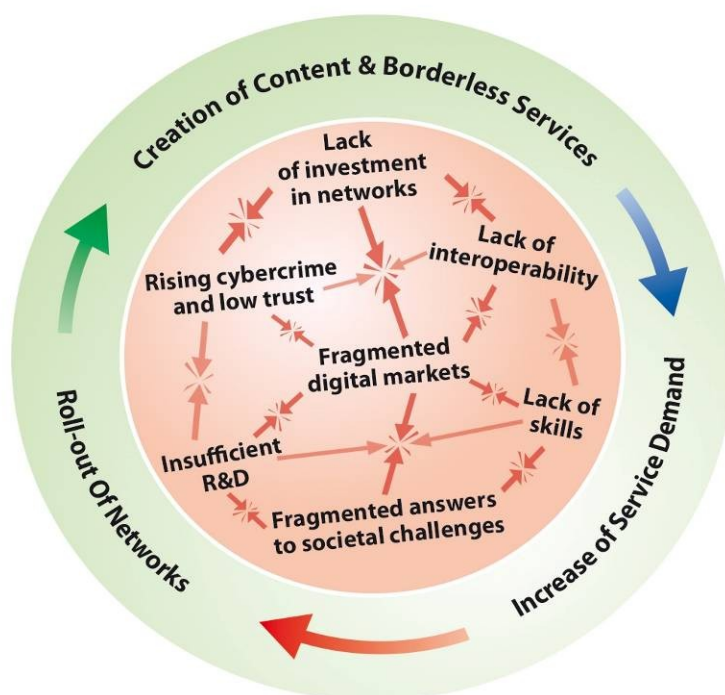 Creation of Content & Borderless Services
Lack
of investment
in networks
Lack of
interoperability
Rising cybercrime
and low trust
Fragmented
digital markets
Lack of
skills
Insufficient
R&D
Fragmented answers
to societal challenges
Roll-out Of Networks
Increase of Service Demand